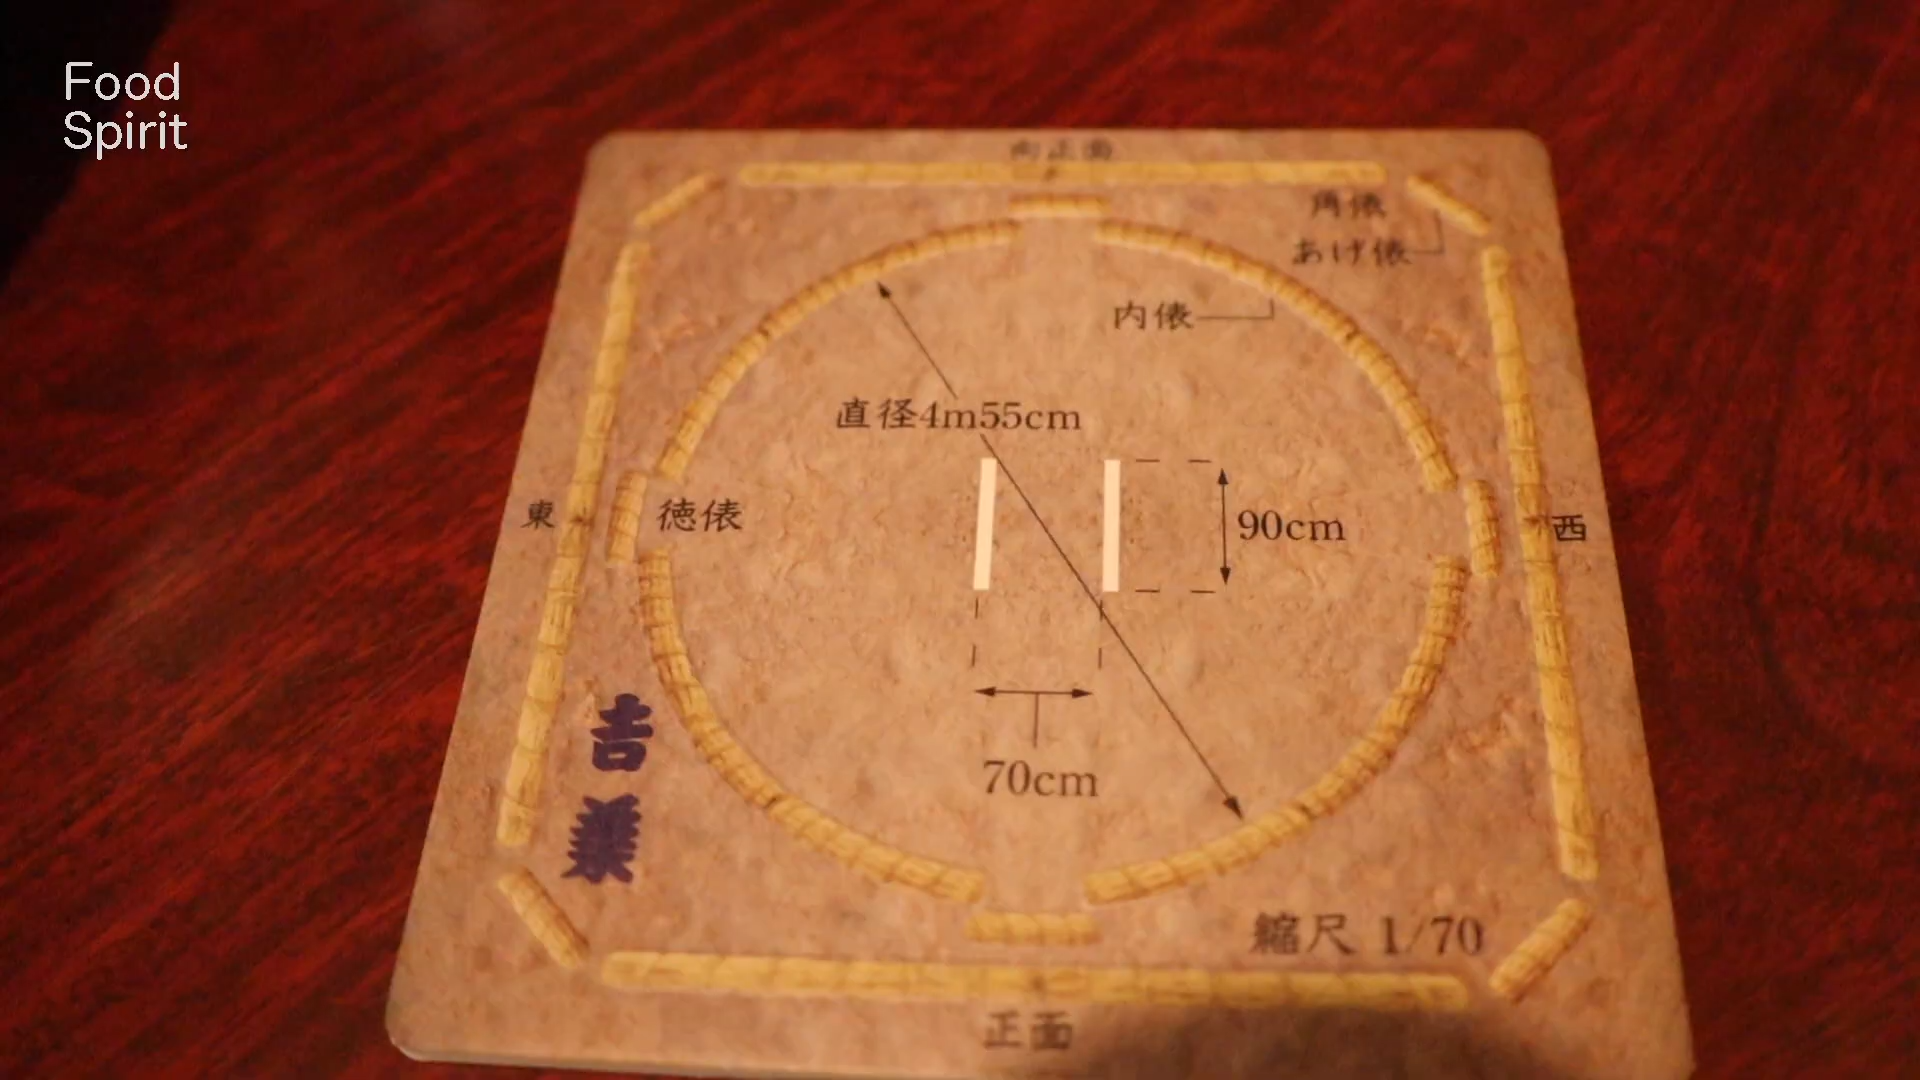 Food
Spirit
向正面
角俵
あげ俵
内俵
直径4m55cm
東
徳俵
90cm
西
吉葉
70cm
縮尺 1/70
正面